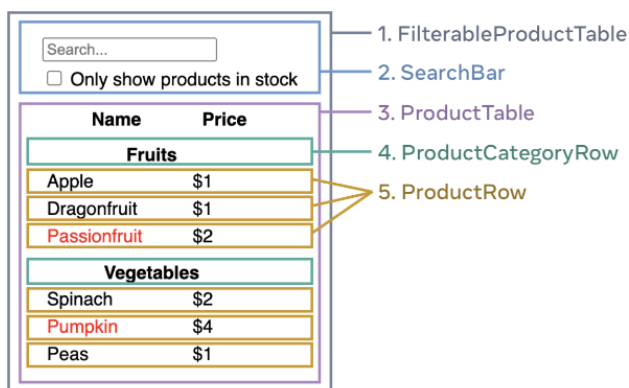 Search...
Only show products in stock
Name Price
Fruits
Apple $1
Dragonfruit $1
Passionfruit $2
Vegetables
Spinach $2
Pumpkin $4
Peas $1
1. FilterableProductTable
2. SearchBar
3. ProductTable
4. ProductCategoryRow
5. ProductRow